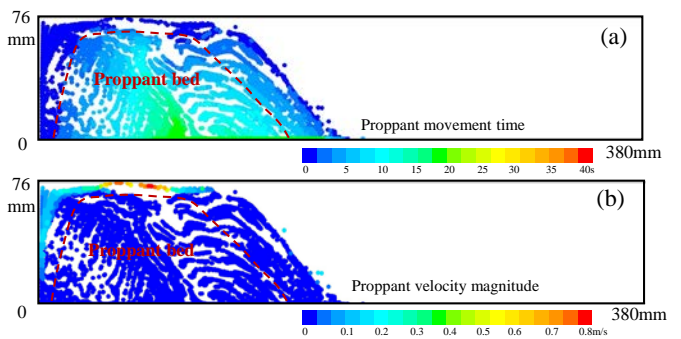 76
mm
(a)
Proppant bed
Proppant movement time
0
380mm
0 5 10 15 20 25 30 35 40s
76
mm
(b)
Proppant bed
Proppant velocity magnitude
0
380mm
0 0.1 0.2 0.3 0.4 0.5 0.6 0.7 0.8m/s